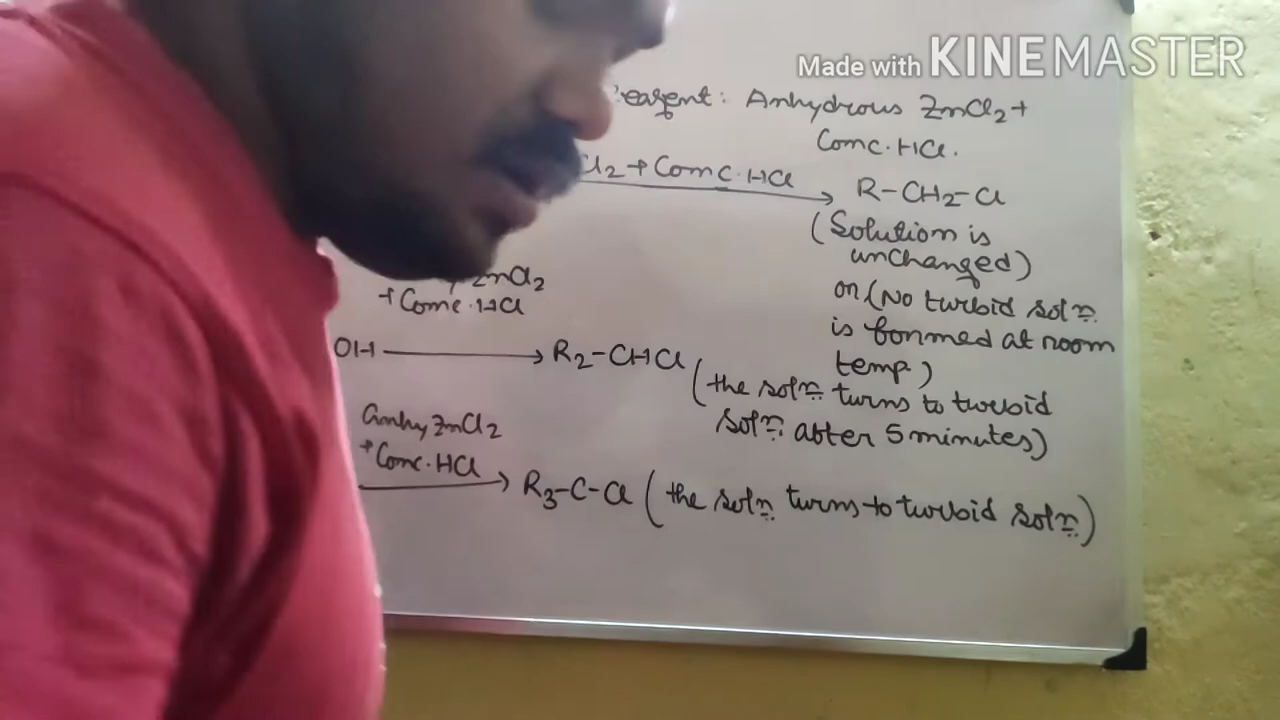 Made with KINEMASTER
eagent: Anhydrous ZnCl2+
Conc.HCl.
Cl2+Conc.HCl → R-CH2-Cl
(Solution is
unchanged)
or (No turbid soln
is formed at room
temp.)
ZnCl2
+Conc.HCl
OH → R2-CHCl (the soln turns to turbid
soln after 5 minutes)
anhy ZnCl2
+Conc.HCl
→ R3-C-Cl (the soln turns to turbid soln)